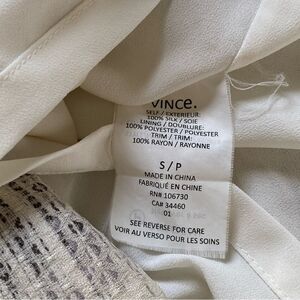 VINCE.
SELF / EXTERIEUR:
100% SILK / SOIE
LINING / DOUBLURE:
100% POLYESTER / POLYESTER
TRIM / TRIM:
100% RAYON / RAYONNE
S / P
MADE IN CHINA
FABRIQUÉ EN CHINE
RN# 106730
CA# 34460
01
SEE REVERSE FOR CARE
VOIR AU VERSO POUR LES SOINS